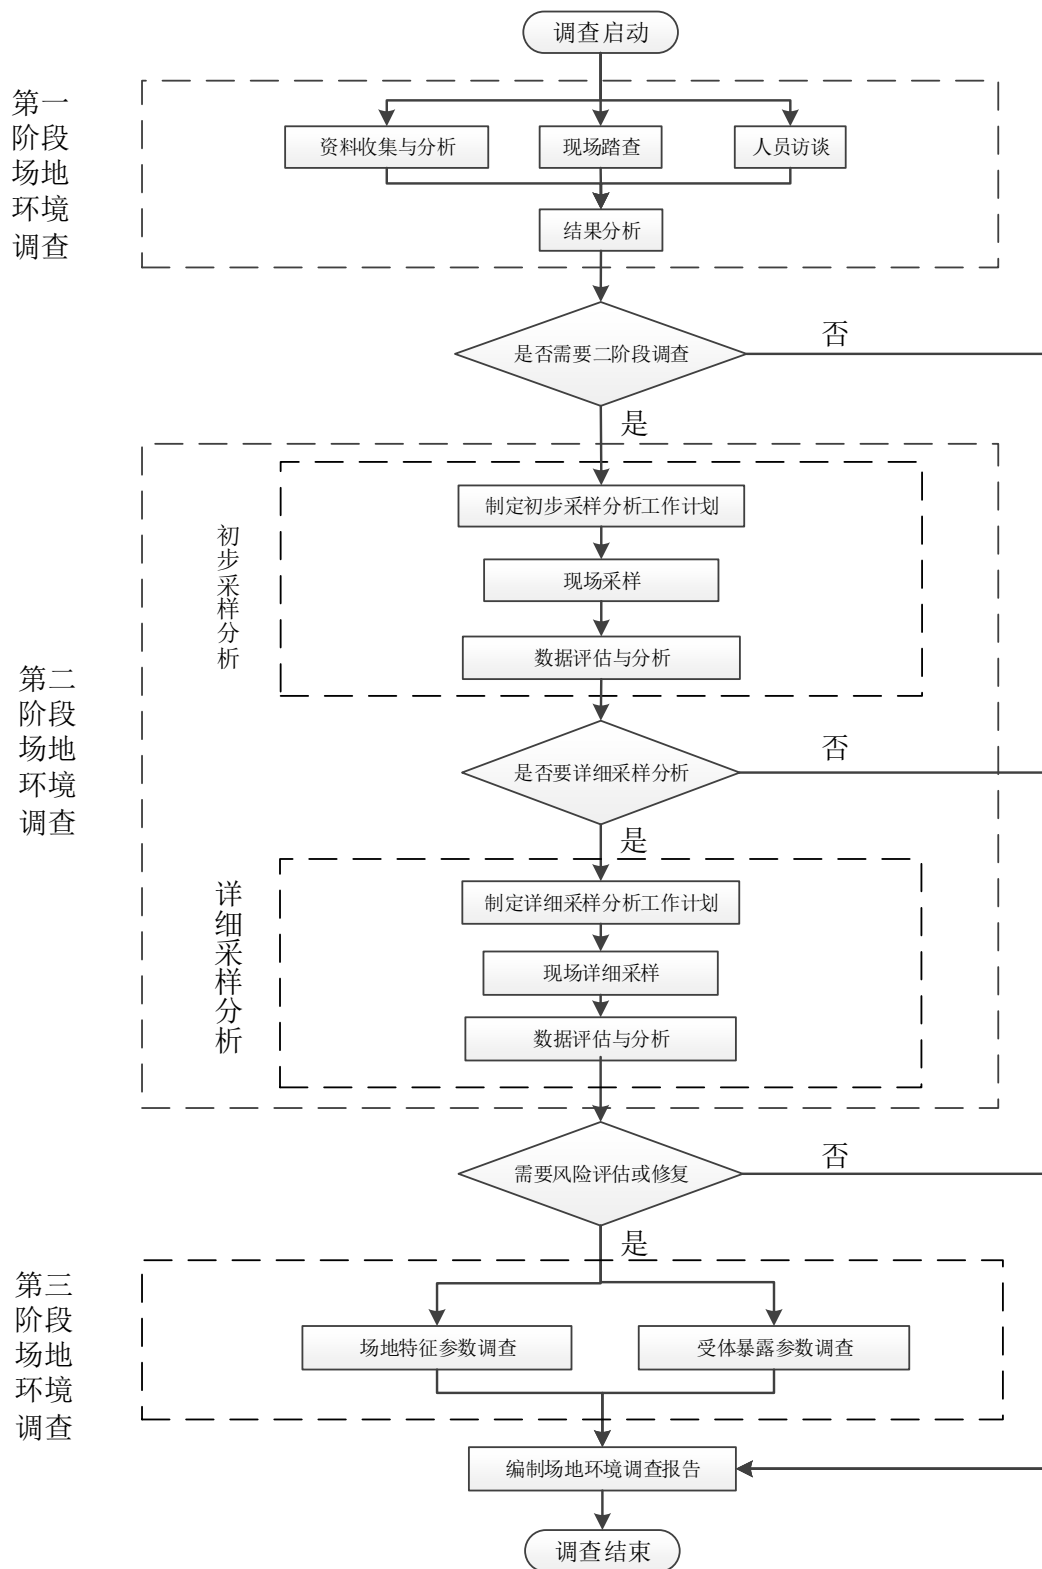 调查启动
第一
阶段
场地
环境
调查
资料收集与分析
现场踏查
人员访谈
结果分析
是否需要二阶段调查
否
是
第二
阶段
场地
环境
调查
初步采样分析
制定初步采样分析工作计划
现场采样
数据评估与分析
是否要详细采样分析
否
是
详细采样分析
制定详细采样分析工作计划
现场详细采样
数据评估与分析
需要风险评估或修复
否
是
第三
阶段
场地
环境
调查
场地特征参数调查
受体暴露参数调查
编制场地环境调查报告
调查结束